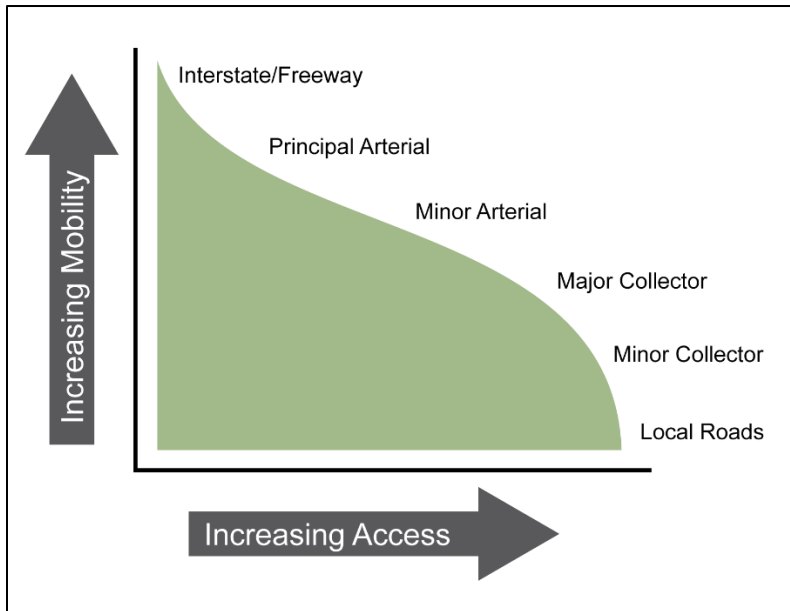 Interstate/Freeway
Principal Arterial
Minor Arterial
Major Collector
Minor Collector
Local Roads
Increasing Mobility
Increasing Access